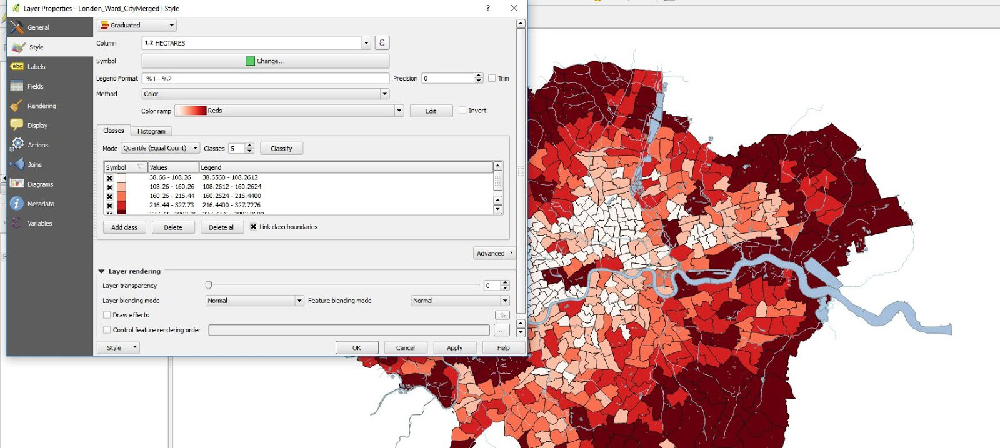 Layer Properties - London_Ward_CityMerged | Style
?
General
Style
Labels
Fields
Rendering
Display
Actions
Joins
Diagrams
Metadata
Variables
Graduated
Column 1.2 HECTARES ε
Symbol Change...
Legend Format %1 - %2 Precision 0 Trim
Method Color
Color ramp Reds Edit Invert
Classes Histogram
Mode Quantile (Equal Count) Classes 5 Classify
Symbol Values Legend
38.66 - 108.26 38.6560 - 108.2612
108.26 - 160.26 108.2612 - 160.2624
160.26 - 216.44 160.2624 - 216.4400
216.44 - 327.73 216.4400 - 327.7276
Add class Delete Delete all Link class boundaries
Advanced
Layer rendering
Layer transparency 0
Layer blending mode Normal Feature blending mode Normal
Draw effects
Control feature rendering order ...
Style OK Cancel Apply Help